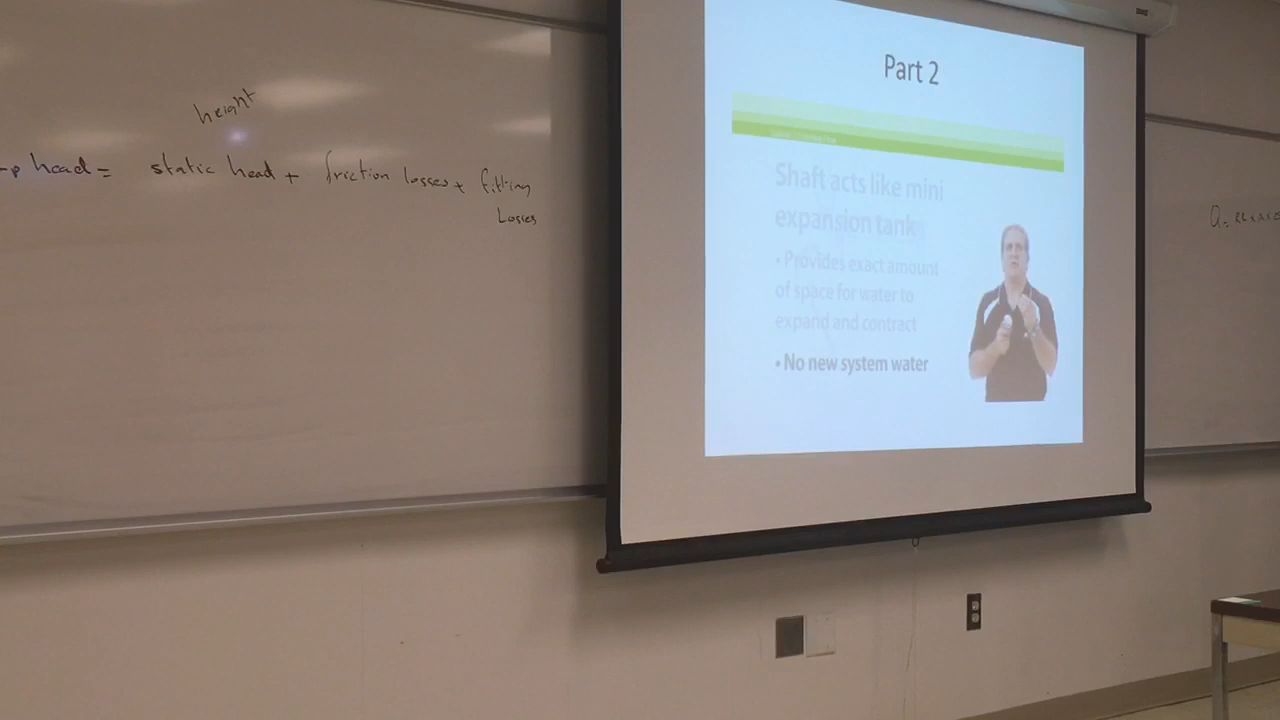 height
head = static head + friction losses + fitting
Losses
Part 2
Shaft acts like mini
expansion tank
• Provides exact amount
of space for water to
expand and contract
• No new system water